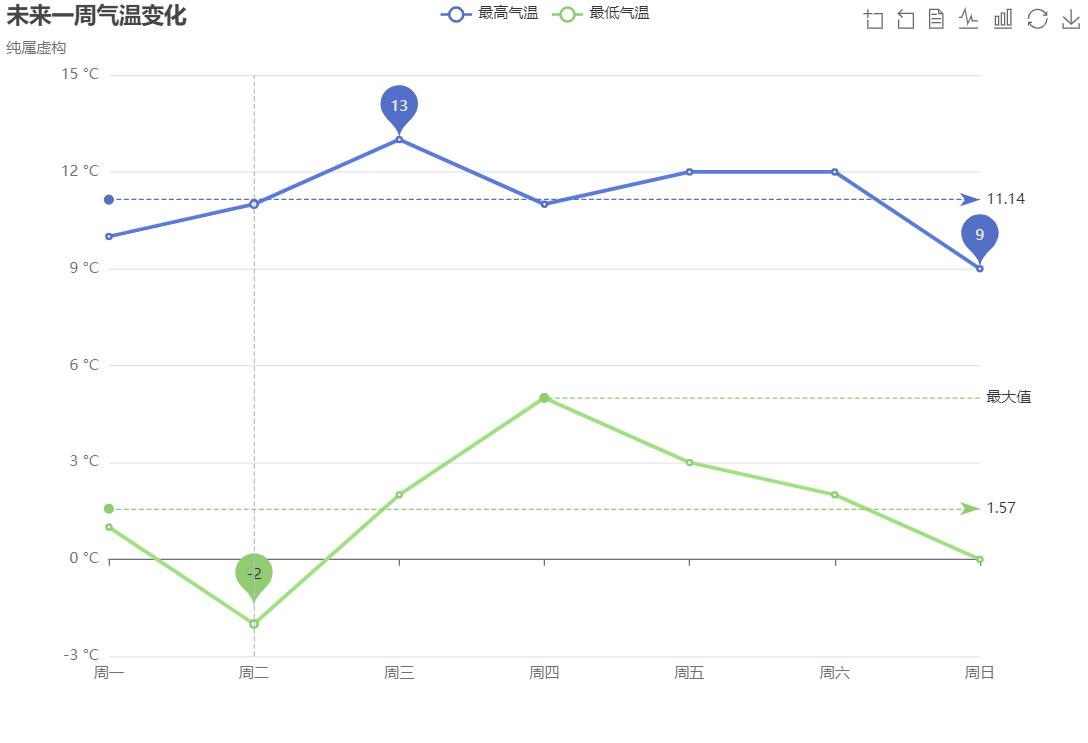 未来一周气温变化
最高气温 最低气温
纯属虚构
15 °C
13
12 °C
11.14
9
9 °C
6 °C
最大值
3 °C
1.57
0 °C
-2
-3 °C
周一 周二 周三 周四 周五 周六 周日